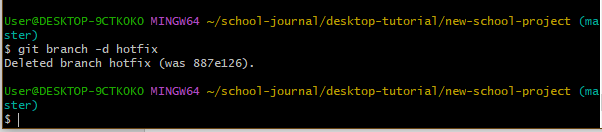 User@DESKTOP-9CTKOKO MINGW64 ~/school-journal/desktop-tutorial/new-school-project (ma
ster)
$ git branch -d hotfix
Deleted branch hotfix (was 887e126).
User@DESKTOP-9CTKOKO MINGW64 ~/school-journal/desktop-tutorial/new-school-project (ma
ster)
$